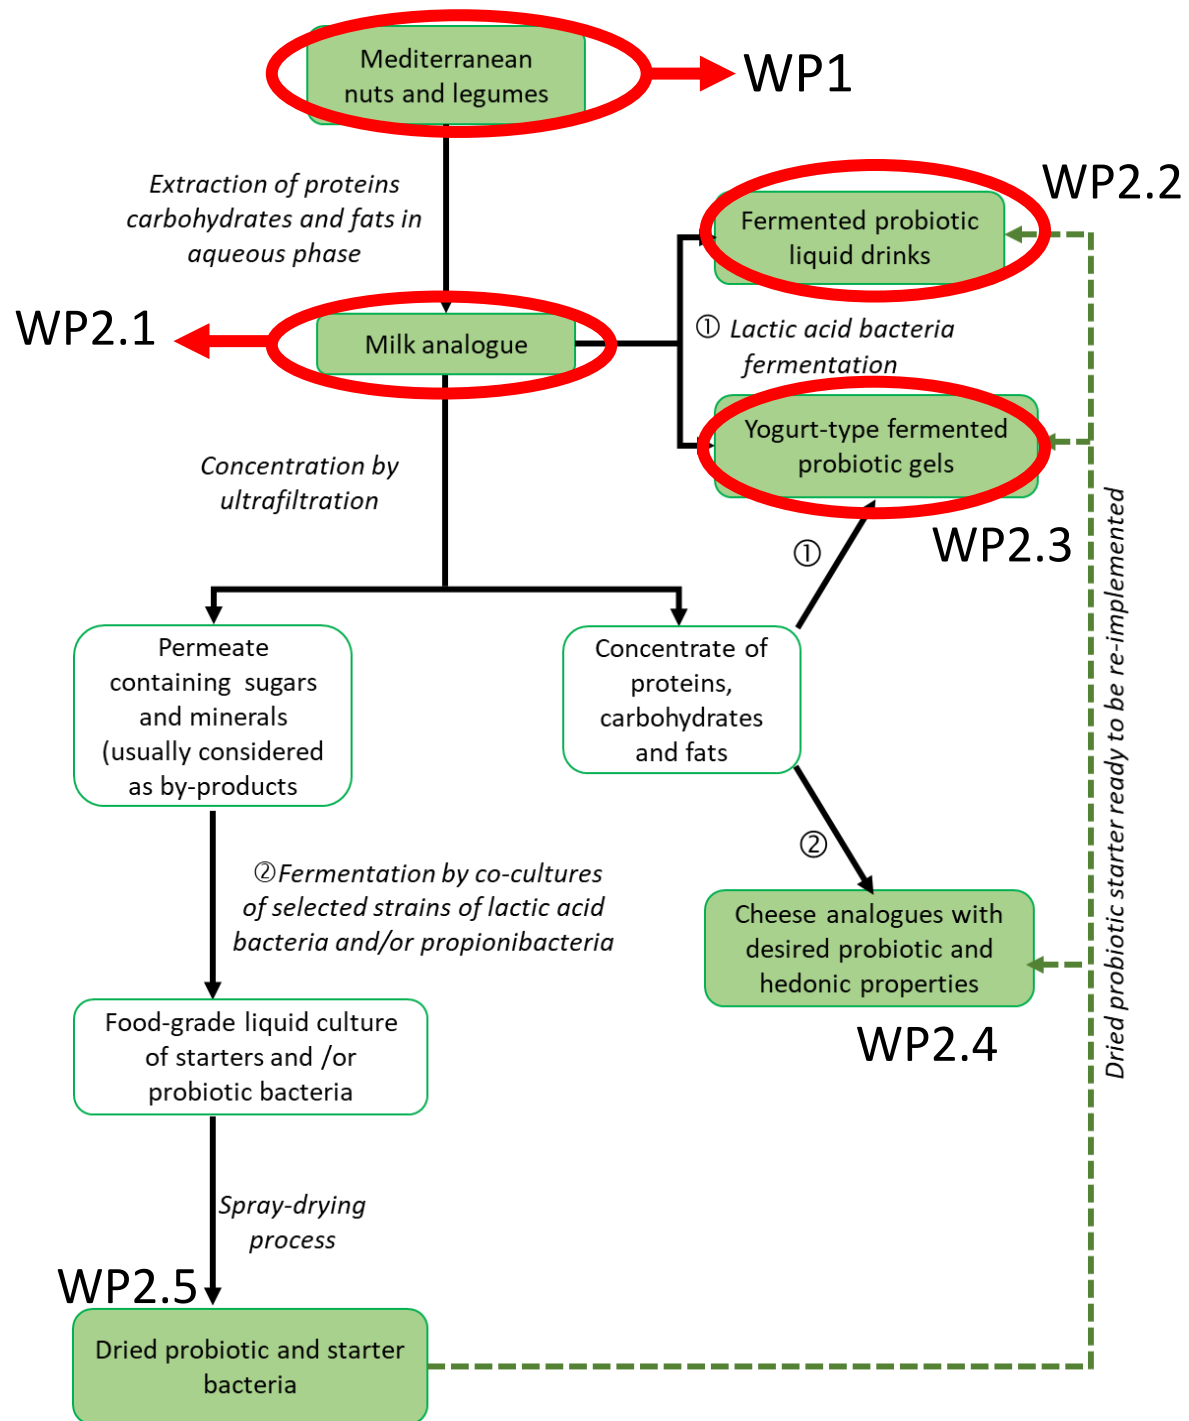 Mediterranean
nuts and legumes
WP1
Extraction of proteins
carbohydrates and fats in
aqueous phase
WP2.2
Fermented probiotic
liquid drinks
WP2.1
Milk analogue
① Lactic acid bacteria
fermentation
Yogurt-type fermented
probiotic gels
WP2.3
Concentration by
ultrafiltration
①
Permeate
containing sugars
and minerals
(usually considered
as by-products
Concentrate of
proteins,
carbohydrates
and fats
②
②Fermentation by co-cultures
of selected strains of lactic acid
bacteria and/or propionibacteria
Cheese analogues with
desired probiotic and
hedonic properties
WP2.4
Dried probiotic starter ready to be re-implemented
Food-grade liquid culture
of starters and /or
probiotic bacteria
Spray-drying
process
WP2.5
Dried probiotic and starter
bacteria